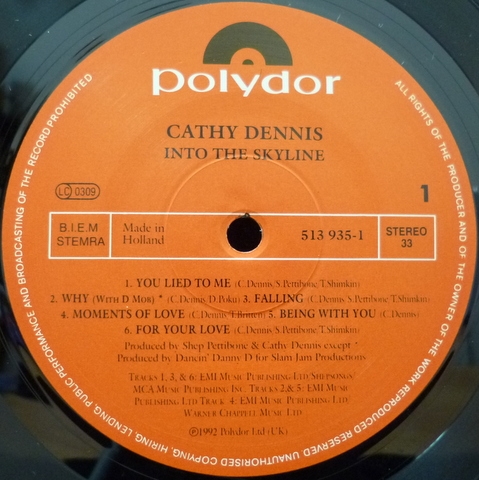 polydor
CATHY DENNIS
INTO THE SKYLINE
LC 0309
1
B.I.E.M
STEMRA
Made in
Holland
513 935-1
STEREO
33
1. YOU LIED TO ME (C.Dennis/S.Pettibone/T.Shimkin)
2. WHY (WITH D MOB) * (C.Dennis/D.Poku) 3. FALLING (C.Dennis/S.Pettibone/T.Shimkin)
4. MOMENTS OF LOVE (C.Dennis/) 5. BEING WITH YOU (C.Dennis)
6. FOR YOUR LOVE (C.Dennis/S.Pettibone/T.Shimkin)
Produced by Shep Pettibone & Cathy Dennis except *
Produced by Dancin' Danny D for Slam Jam Productions
TRACKS 1, 3, & 6: EMI MUSIC PUBLISHING LTD/SHEPSONGS/
MCA MUSIC PUBLISHING INC. TRACKS 2,& 5: EMI MUSIC
PUBLISHING LTD TRACK 4: EMI MUSIC PUBLISHING LTD/
WARNER CHAPPELL MUSIC LTD
℗©1992 Polydor Ltd (UK)
ALL RIGHTS OF THE PRODUCER AND OF THE OWNER OF THE WORK REPRODUCED RESERVED UNAUTHORISED COPYING, HIRING, LENDING, PUBLIC PERFORMANCE AND BROADCASTING OF THE RECORD PROHIBITED